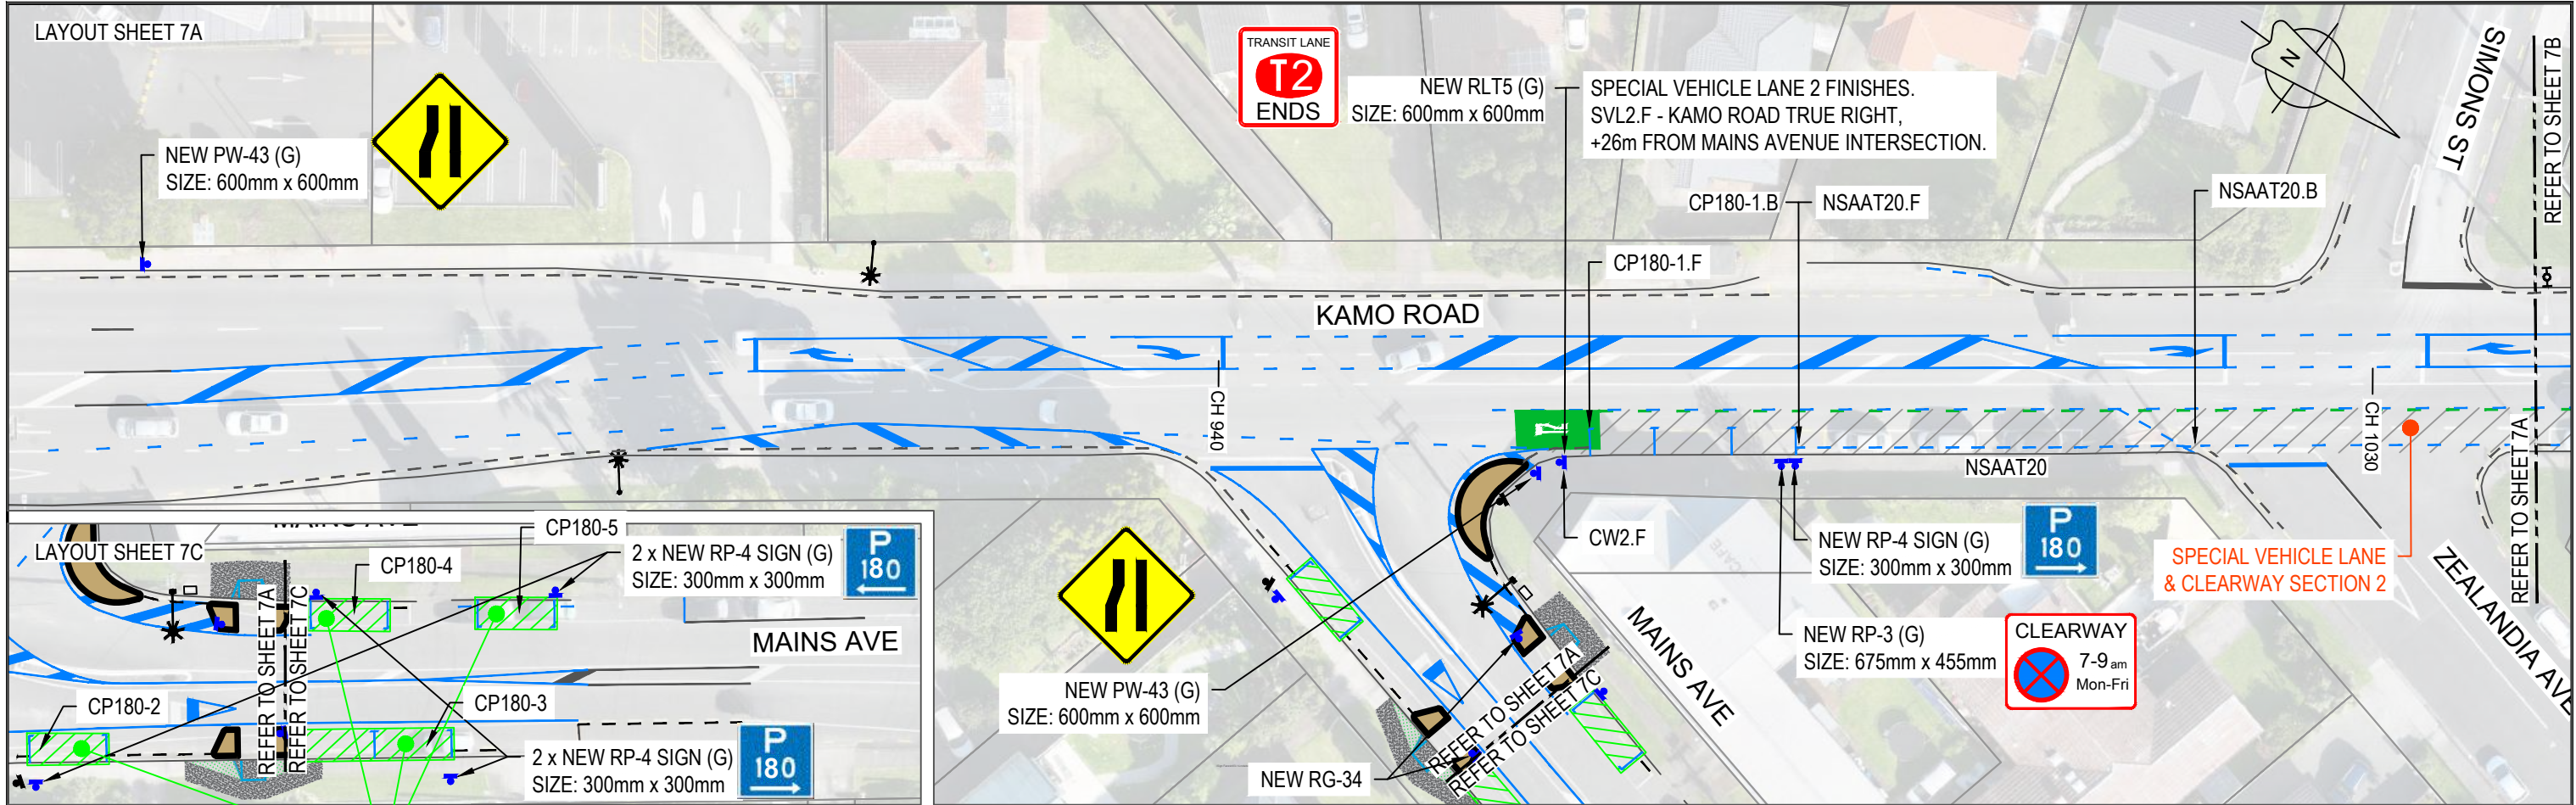 LAYOUT SHEET 7A
NEW PW-43 (G)
SIZE: 600mm x 600mm
TRANSIT LANE
T2
ENDS
NEW RLT5 (G)
SIZE: 600mm x 600mm
SPECIAL VEHICLE LANE 2 FINISHES.
SVL2.F - KAMO ROAD TRUE RIGHT,
+26m FROM MAINS AVENUE INTERSECTION.
CP180-1.B
NSAAT20.F
NSAAT20.B
CP180-1.F
N
SIMONS ST
REFER TO SHEET 7B
REFER TO SHEET 7A
KAMO ROAD
CH 940
CH 1030
NSAAT20
CW2.F
NEW RP-4 SIGN (G)
SIZE: 300mm x 300mm
P
180
NEW RP-3 (G)
SIZE: 675mm x 455mm
CLEARWAY
7-9 am
Mon-Fri
SPECIAL VEHICLE LANE
& CLEARWAY SECTION 2
ZEALANDIA AVE
MAINS AVE
NEW PW-43 (G)
SIZE: 600mm x 600mm
NEW RG-34
REFER TO SHEET 7A
REFER TO SHEET 7C
MAINS AVE
LAYOUT SHEET 7C
CP180-4
CP180-5
2 x NEW RP-4 SIGN (G)
SIZE: 300mm x 300mm
P
180
MAINS AVE
REFER TO SHEET 7A
REFER TO SHEET 7C
CP180-2
CP180-3
2 x NEW RP-4 SIGN (G)
SIZE: 300mm x 300mm
P
180